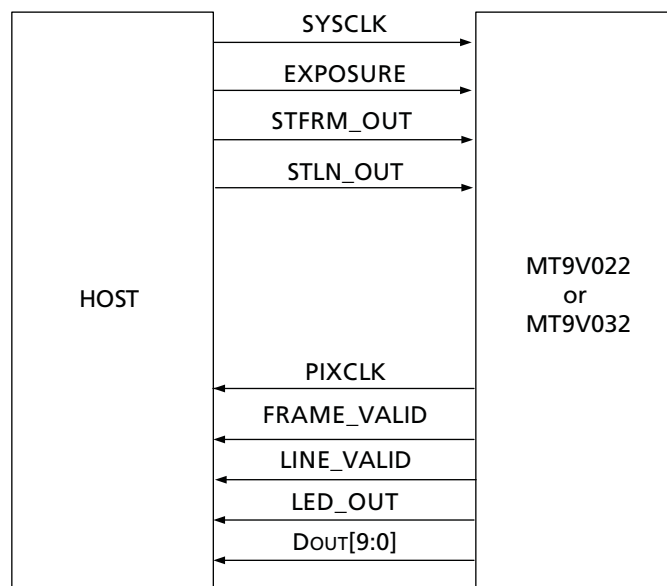 SYSCLK
EXPOSURE
STFRM_OUT
STLN_OUT
HOST
MT9V022
or
MT9V032
PIXCLK
FRAME_VALID
LINE_VALID
LED_OUT
DOUT[9:0]